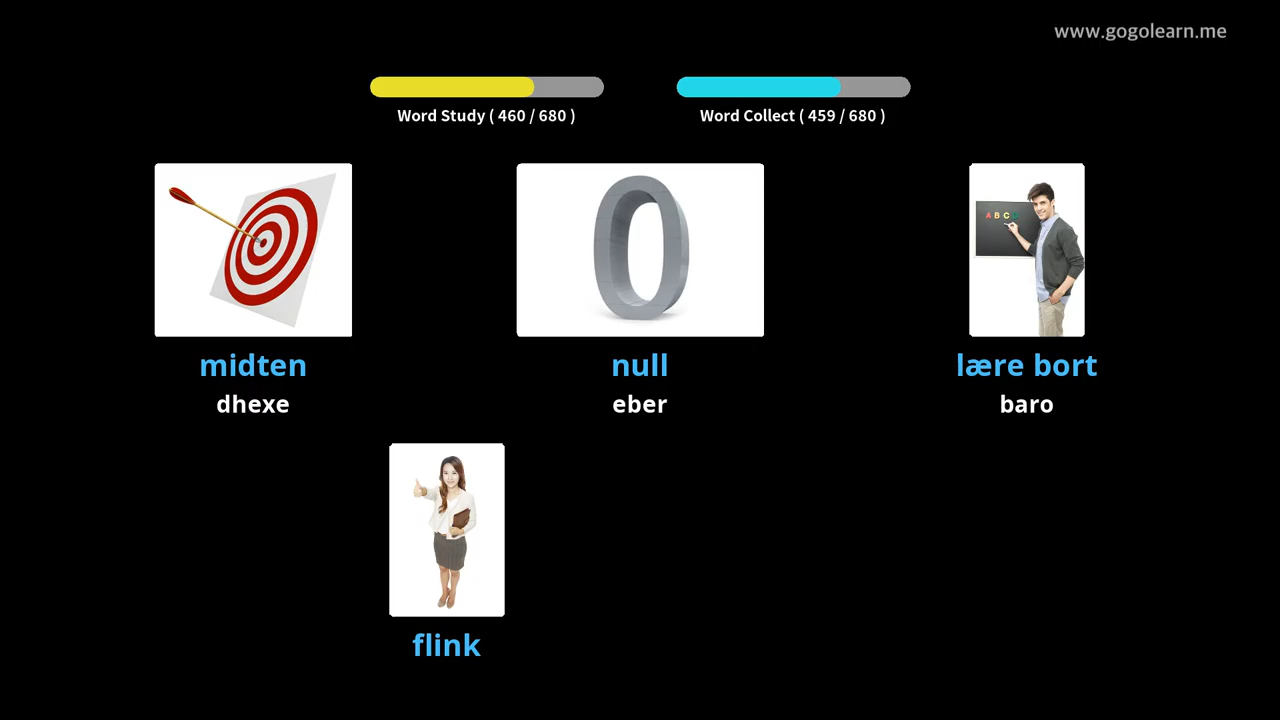 www.gogolearn.me
Word Study ( 460 / 680 )
Word Collect ( 459 / 680 )
ABCD
midten
null
lære bort
dhexe
eber
baro
flink